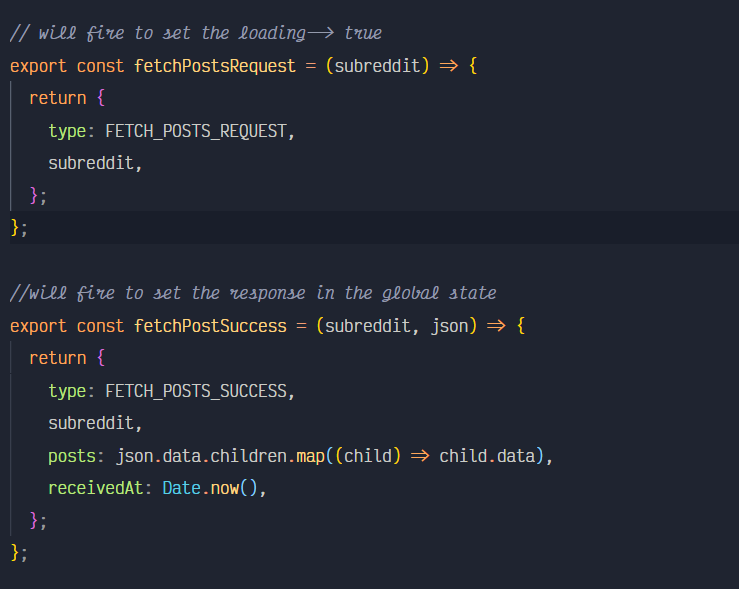 // will fire to set the loading--> true
export const fetchPostsRequest = (subreddit) => {
return {
type: FETCH_POSTS_REQUEST,
subreddit,
};
};
//will fire to set the response in the global state
export const fetchPostSuccess = (subreddit, json) => {
return {
type: FETCH_POSTS_SUCCESS,
subreddit,
posts: json.data.children.map((child) => child.data),
receivedAt: Date.now(),
};
};